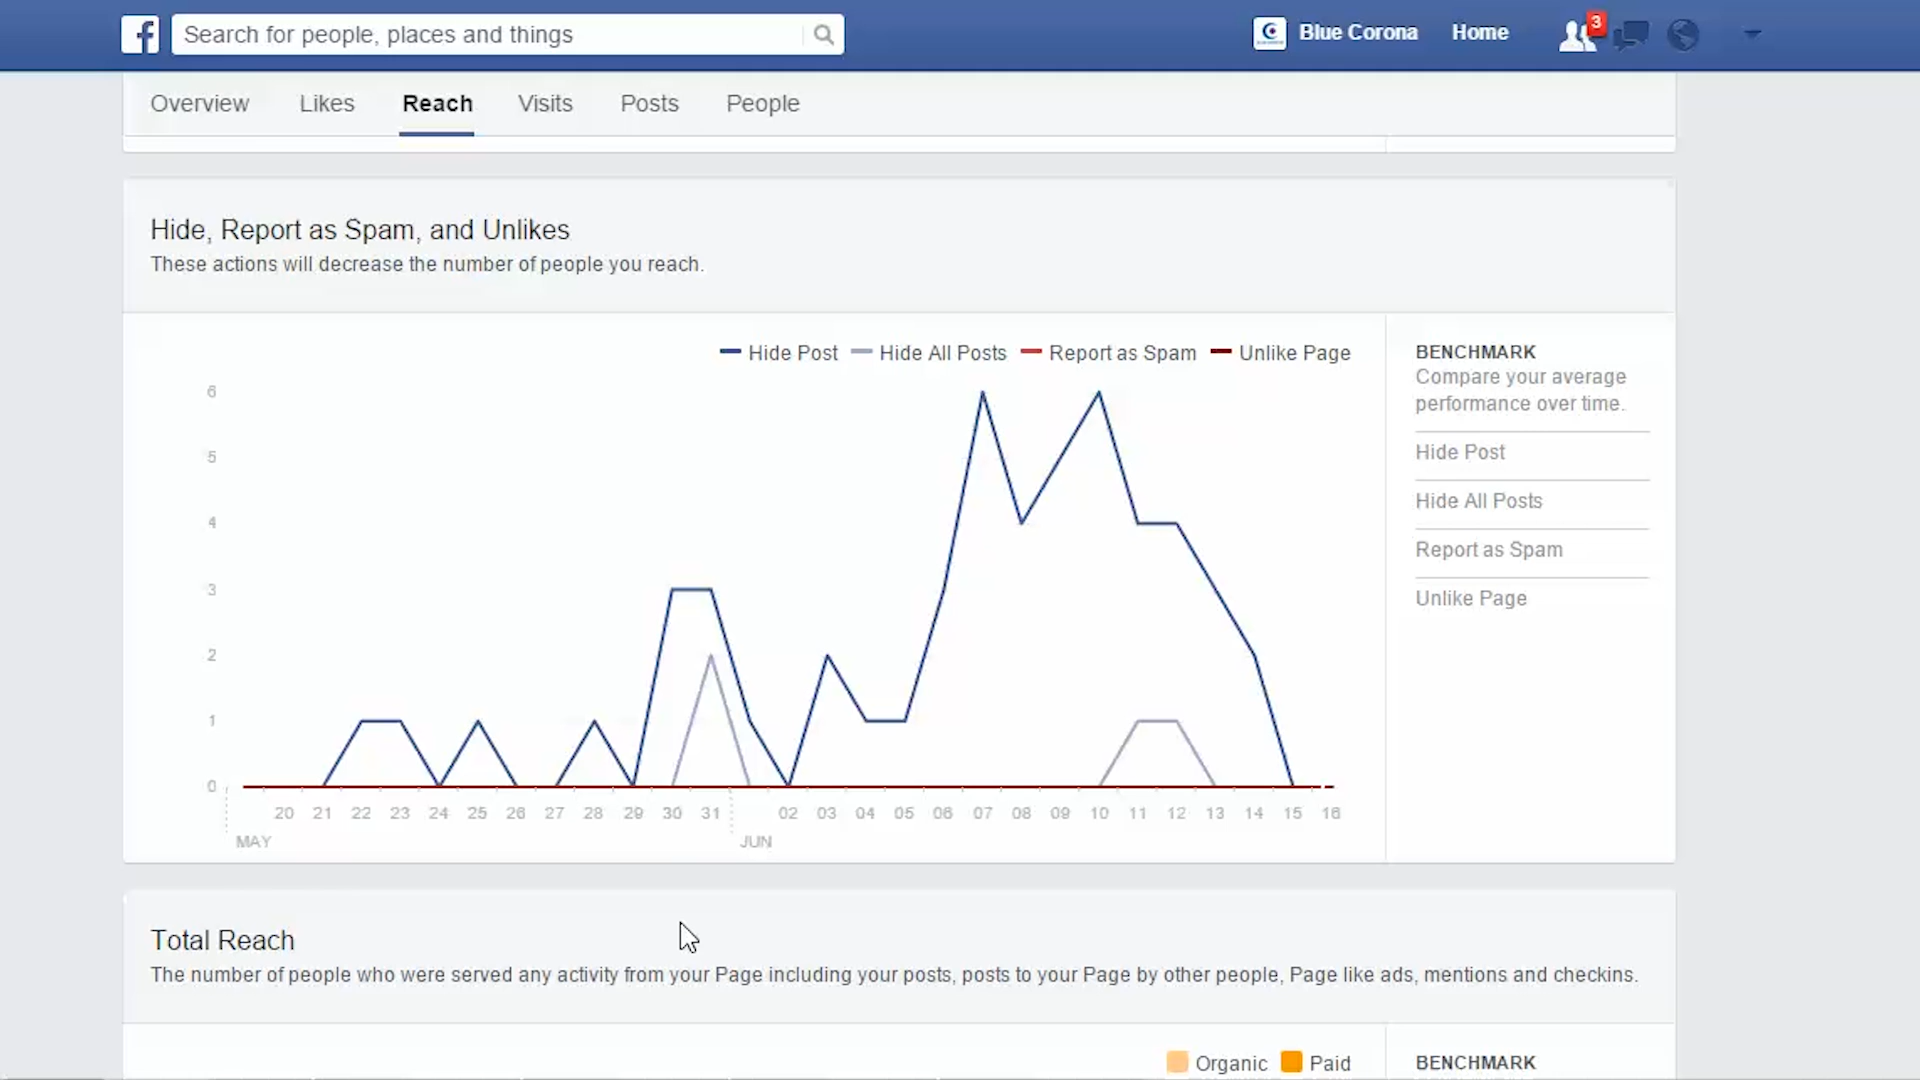 f
Search for people, places and things
Blue Corona
Home
3
Overview
Likes
Reach
Visits
Posts
People
Hide, Report as Spam, and Unlikes
These actions will decrease the number of people you reach.
Hide Post
Hide All Posts
Report as Spam
Unlike Page
6
5
4
3
2
1
0
20 21 22 23 24 25 26 27 28 29 30 31 02 03 04 05 06 07 08 09 10 11 12 13 14 15 16
MAY
JUN
BENCHMARK
Compare your average
performance over time.
Hide Post
Hide All Posts
Report as Spam
Unlike Page
Total Reach
The number of people who were served any activity from your Page including your posts, posts to your Page by other people, Page like ads, mentions and checkins.
Organic
Paid
BENCHMARK